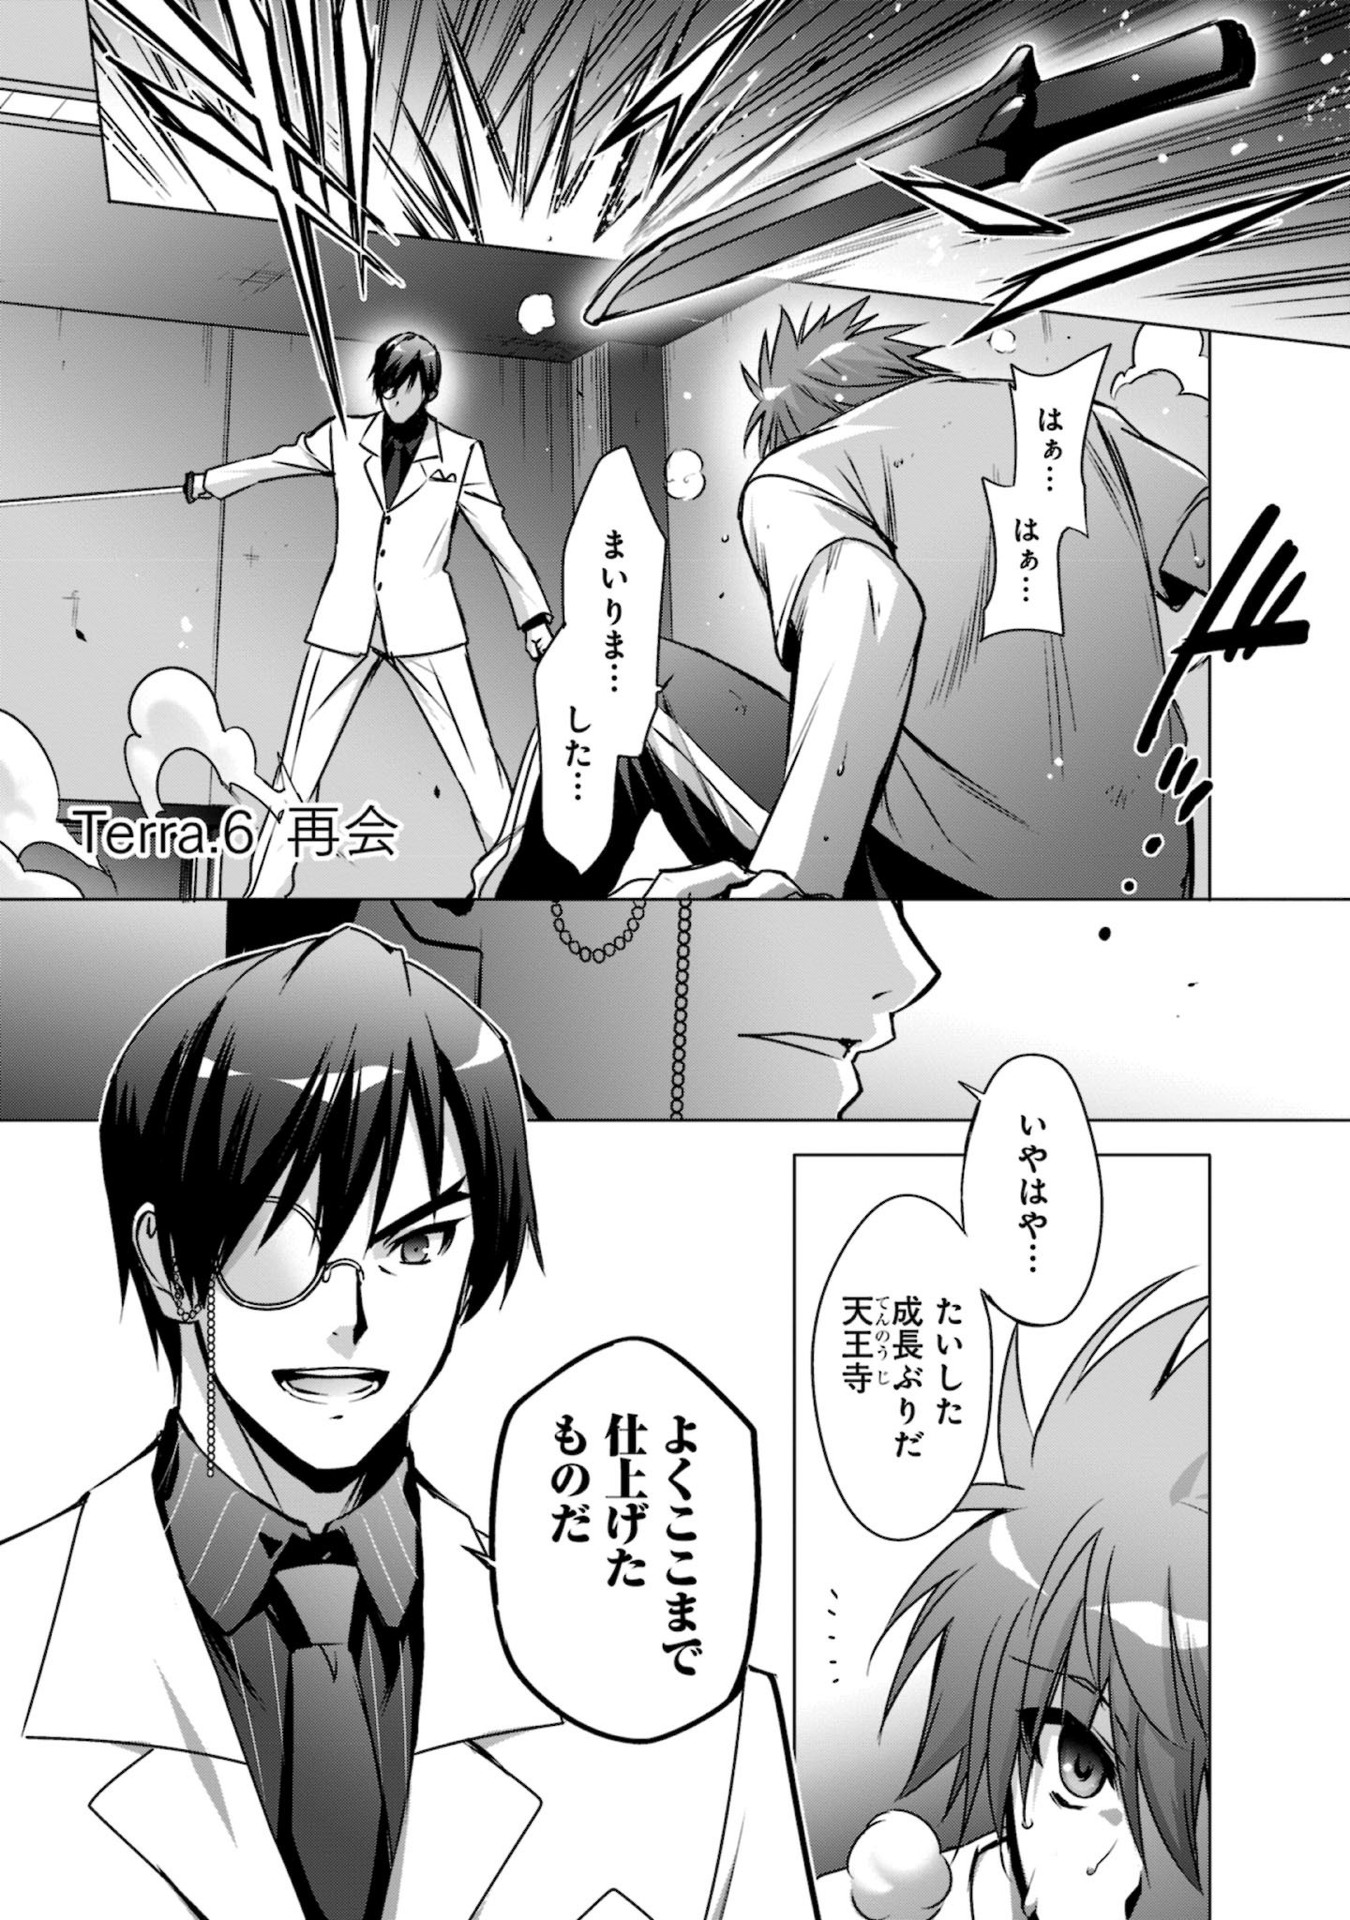 はぁ…
はぁ…
まいりま…
した…
Terra.6 再会
いやはや…
たいした
成長ぶりだ
天王寺
てんのうじ
よくここまで
仕上げた
ものだ